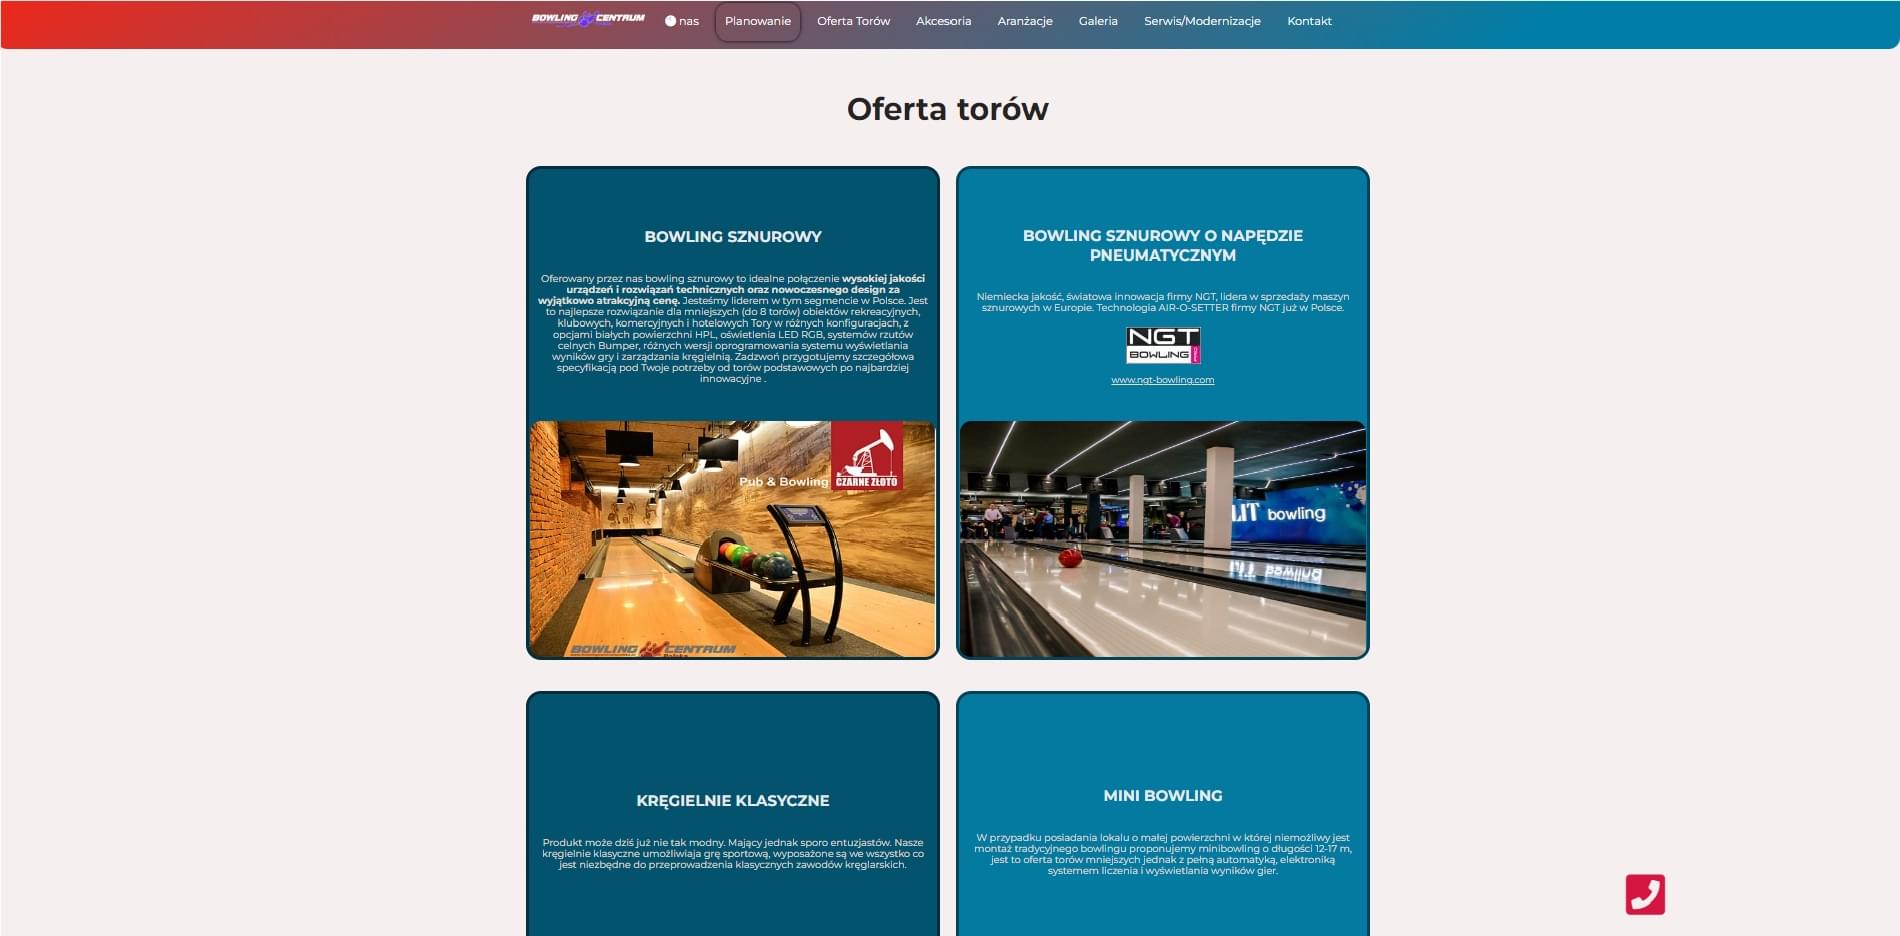 BOWLING CENTRUM
nas
Planowanie
Oferta Torów
Akcesoria
Aranżacje
Galeria
Serwis/Modernizacje
Kontakt
Oferta torów
BOWLING SZNUROWY
Oferowany przez nas bowling sznurowy to idealne połączenie wysokiej jakości
urządzeń i rozwiązań technicznych oraz nowoczesnego design za
wyjątkowo atrakcyjną cenę. Jesteśmy liderem w tym segmencie w Polsce. Jest
to najlepsze rozwiązanie dla mniejszych (do 8 torów) obiektów rekreacyjnych,
klubowych, komercyjnych i hotelowych Tory w różnych konfiguracjach, z
opcjami białych powierzchni HPL, oświetlenia LED RGB, systemów rzutów
celnych Bumper, różnych wersji oprogramowania systemu wyświetlania
wyników gry i zarządzania kręgielnią. Zadzwoń przygotujemy szczegółowa
specyfikacją pod Twoje potrzeby od torów podstawowych po najbardziej
innowacyjne .
Pub & Bowling
CZARNE ZŁOTO
BOWLING CENTRUM
BOWLING SZNUROWY O NAPĘDZIE
PNEUMATYCZNYM
Niemiecka jakość, światowa innowacja firmy NGT, lidera w sprzedaży maszyn
sznurowych w Europie. Technologia AIR-O-SETTER firmy NGT już w Polsce.
NGT
BOWLING
www.ngt-bowling.com
bowling
KRĘGIELNIE KLASYCZNE
Produkt może dziś już nie tak modny. Mający jednak sporo entuzjastów. Nasze
kręgielnie klasyczne umożliwiaja grę sportową, wyposażone są we wszystko co
jest niezbędne do przeprowadzenia klasycznych zawodów kręglarskich.
MINI BOWLING
W przypadku posiadania lokalu o małej powierzchni w której niemożliwy jest
montaż tradycyjnego bowlingu proponujemy minibowling o długości 12-17 m,
jest to oferta torów mniejszych jednak z pełną automatyką, elektroniką
systemem liczenia i wyświetlania wyników gier.